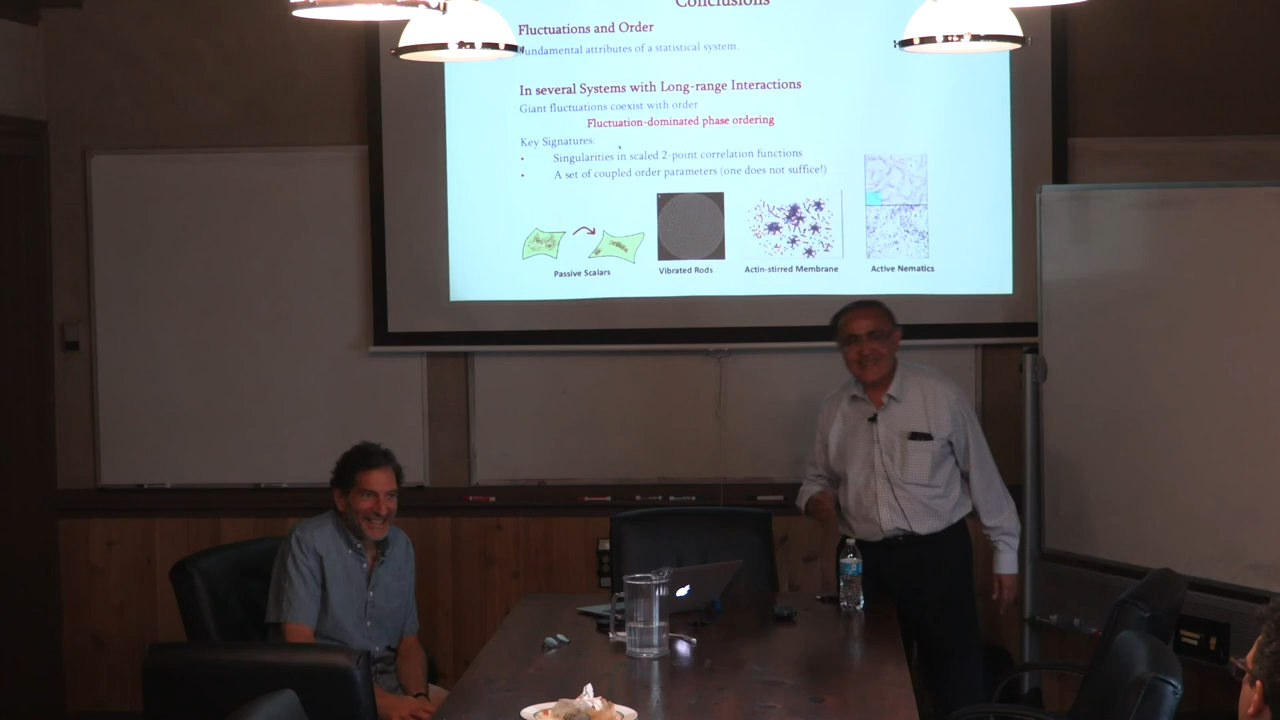 Conclusions
Fluctuations and Order
Fundamental attributes of a statistical system.
In several Systems with Long-range Interactions
Giant fluctuations coexist with order
Fluctuation-dominated phase ordering
Key Signatures:
• Singularities in scaled 2-point correlation functions
• A set of coupled order parameters (one does not suffice!)
Passive Scalars
Vibrated Rods
Actin-stirred Membrane
Active Nematics